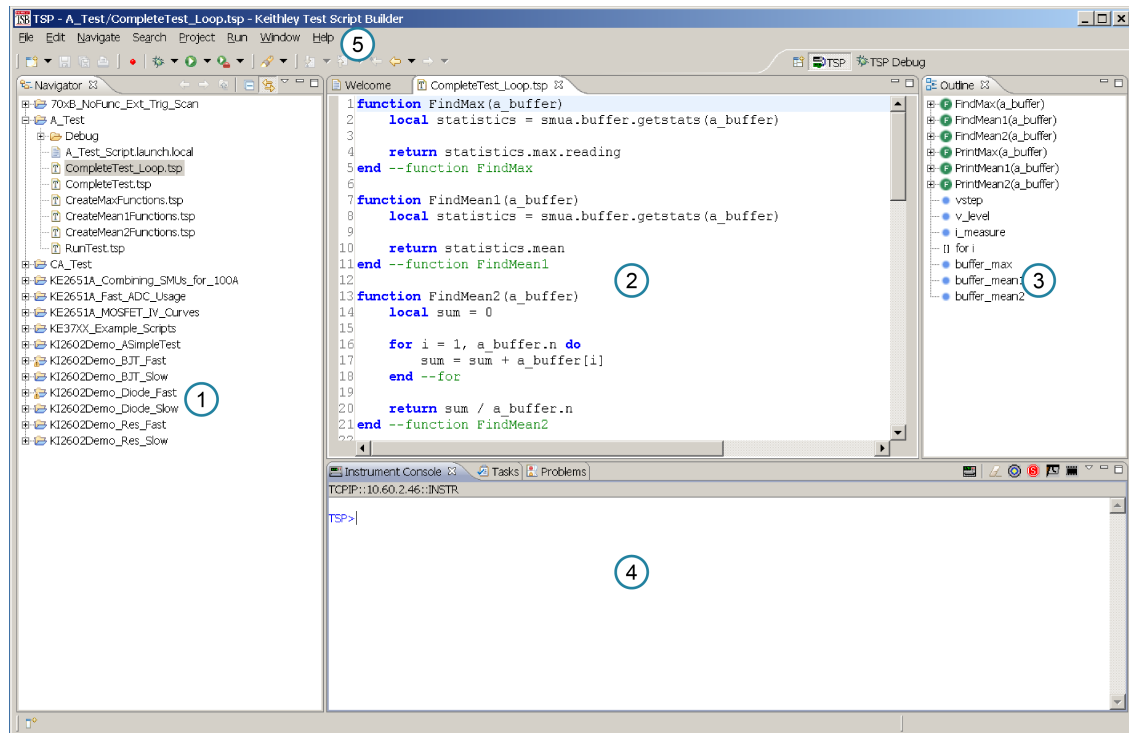 TSP - A_Test/CompleteTest_Loop.tsp - Keithley Test Script Builder
File Edit Navigate Search Project Run Window Help
5
TSP TSP Debug
Navigator
70xB_NoFunc_Ext_Trig_Scan
A_Test
Debug
A_Test_Script.launch.local
CompleteTest_Loop.tsp
CompleteTest.tsp
CreateMaxFunctions.tsp
CreateMean1Functions.tsp
CreateMean2Functions.tsp
RunTest.tsp
CA_Test
KE2651A_Combining_SMUs_for_100A
KE2651A_Fast_ADC_Usage
KE2651A_MOSFET_IV_Curves
KE37XX_Example_Scripts
KI2602Demo_ASimpleTest
KI2602Demo_BJT_Fast
KI2602Demo_BJT_Slow
KI2602Demo_Diode_Fast
KI2602Demo_Diode_Slow
KI2602Demo_Res_Fast
KI2602Demo_Res_Slow
1
Welcome CompleteTest_Loop.tsp
1 function FindMax(a_buffer)
2 local statistics = smua.buffer.getstats(a_buffer)
3
4 return statistics.max.reading
5 end --function FindMax
6
7 function FindMean1(a_buffer)
8 local statistics = smua.buffer.getstats(a_buffer)
9
10 return statistics.mean
11 end --function FindMean1
12
13 function FindMean2(a_buffer)
14 local sum = 0
15
16 for i = 1, a_buffer.n do
17 sum = sum + a_buffer[i]
18 end --for
19
20 return sum / a_buffer.n
21 end --function FindMean2
22
2
Outline
FindMax(a_buffer)
FindMean1(a_buffer)
FindMean2(a_buffer)
PrintMax(a_buffer)
PrintMean1(a_buffer)
PrintMean2(a_buffer)
vstep
v_level
i_measure
for i
buffer_max
buffer_mean1
buffer_mean2
3
Instrument Console Tasks Problems
TCPIP::10.60.2.46::INSTR
TSP>
4